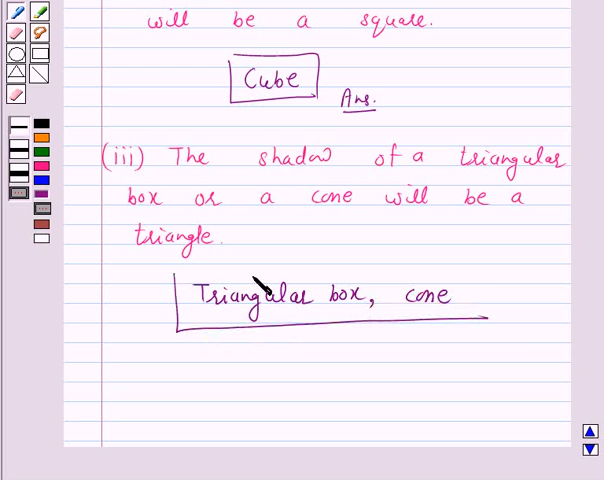 will be a square.
Cube
Ans.
(iii) The shadow of a triangular
box or a cone will be a
triangle.
Triangular box, cone